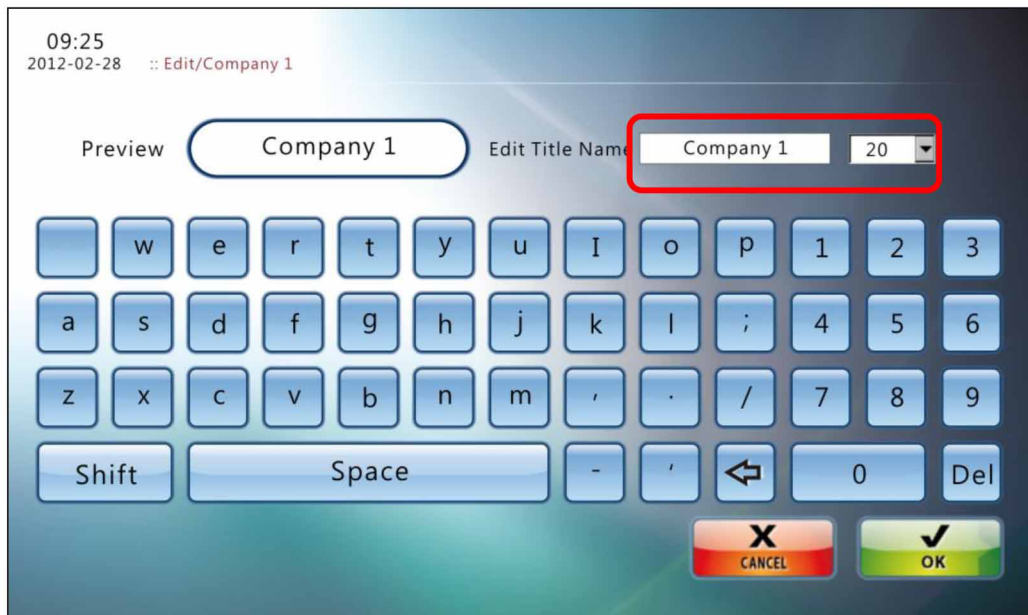 09:25
2012-02-28 :: Edit/Company 1
Preview Company 1 Edit Title Name Company 1 20
w e r t y u I o p 1 2 3
a s d f g h j k l ; 4 5 6
z x c v b n m , . / 7 8 9
Shift Space - ' 0 Del
X CANCEL OK